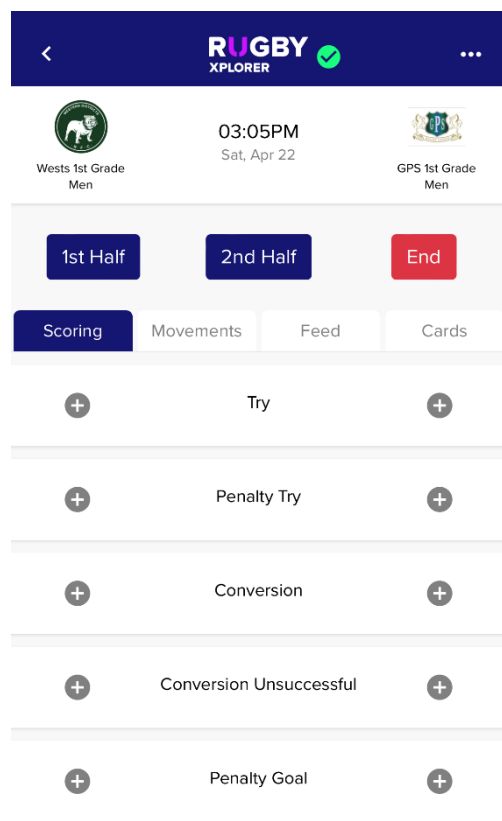 RUGBY
XPLORER
03:05PM
Sat, Apr 22
Wests 1st Grade
Men
GPS
GPS 1st Grade
Men
1st Half
2nd Half
End
Scoring
Movements
Feed
Cards
Try
Penalty Try
Conversion
Conversion Unsuccessful
Penalty Goal